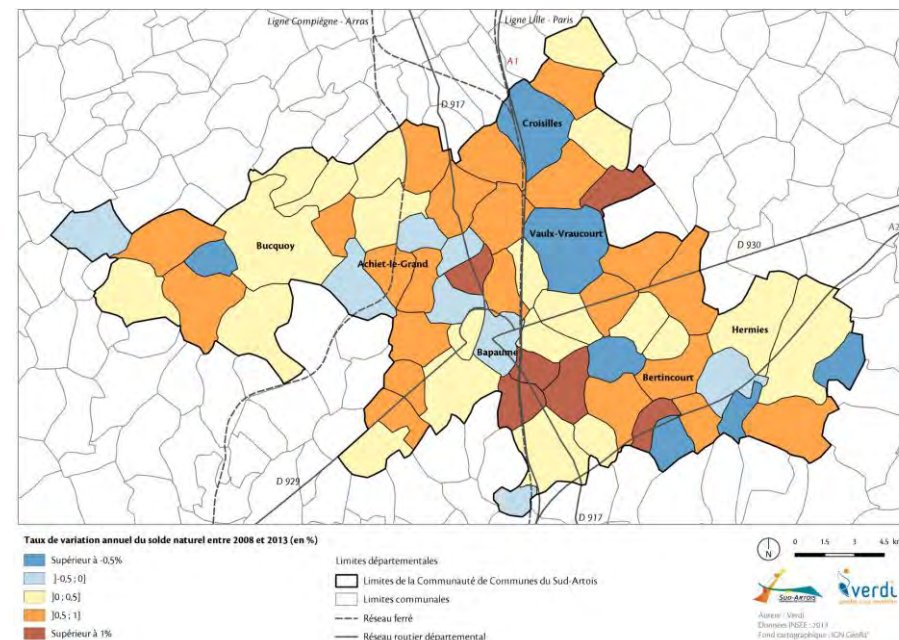 Ligne Compiègne - Arras
Ligne Lille - Paris
A1
D 917
Croisilles
Vaulx-Vraucourt
D 930
A2
Bucquoy
Achiet-le-Grand
Hermies
Bapaume
Bertincourt
D 929
D 917
Taux de variation annuel du solde naturel entre 2008 et 2013 (en %)
Supérieur à -0,5%
]-0,5 ; 0]
]0 ; 0,5]
]0,5 ; 1]
Supérieur à 1%
Limites départementales
Limites de la Communauté de Communes du Sud-Artois
Limites communales
Réseau ferré
Réseau routier départemental
N
0 1.5 3 4.5 km
Sud-Artois
verdi
Auteur : Verdi
Données INSEE : 2013
Fond cartographique : IGN Géofla